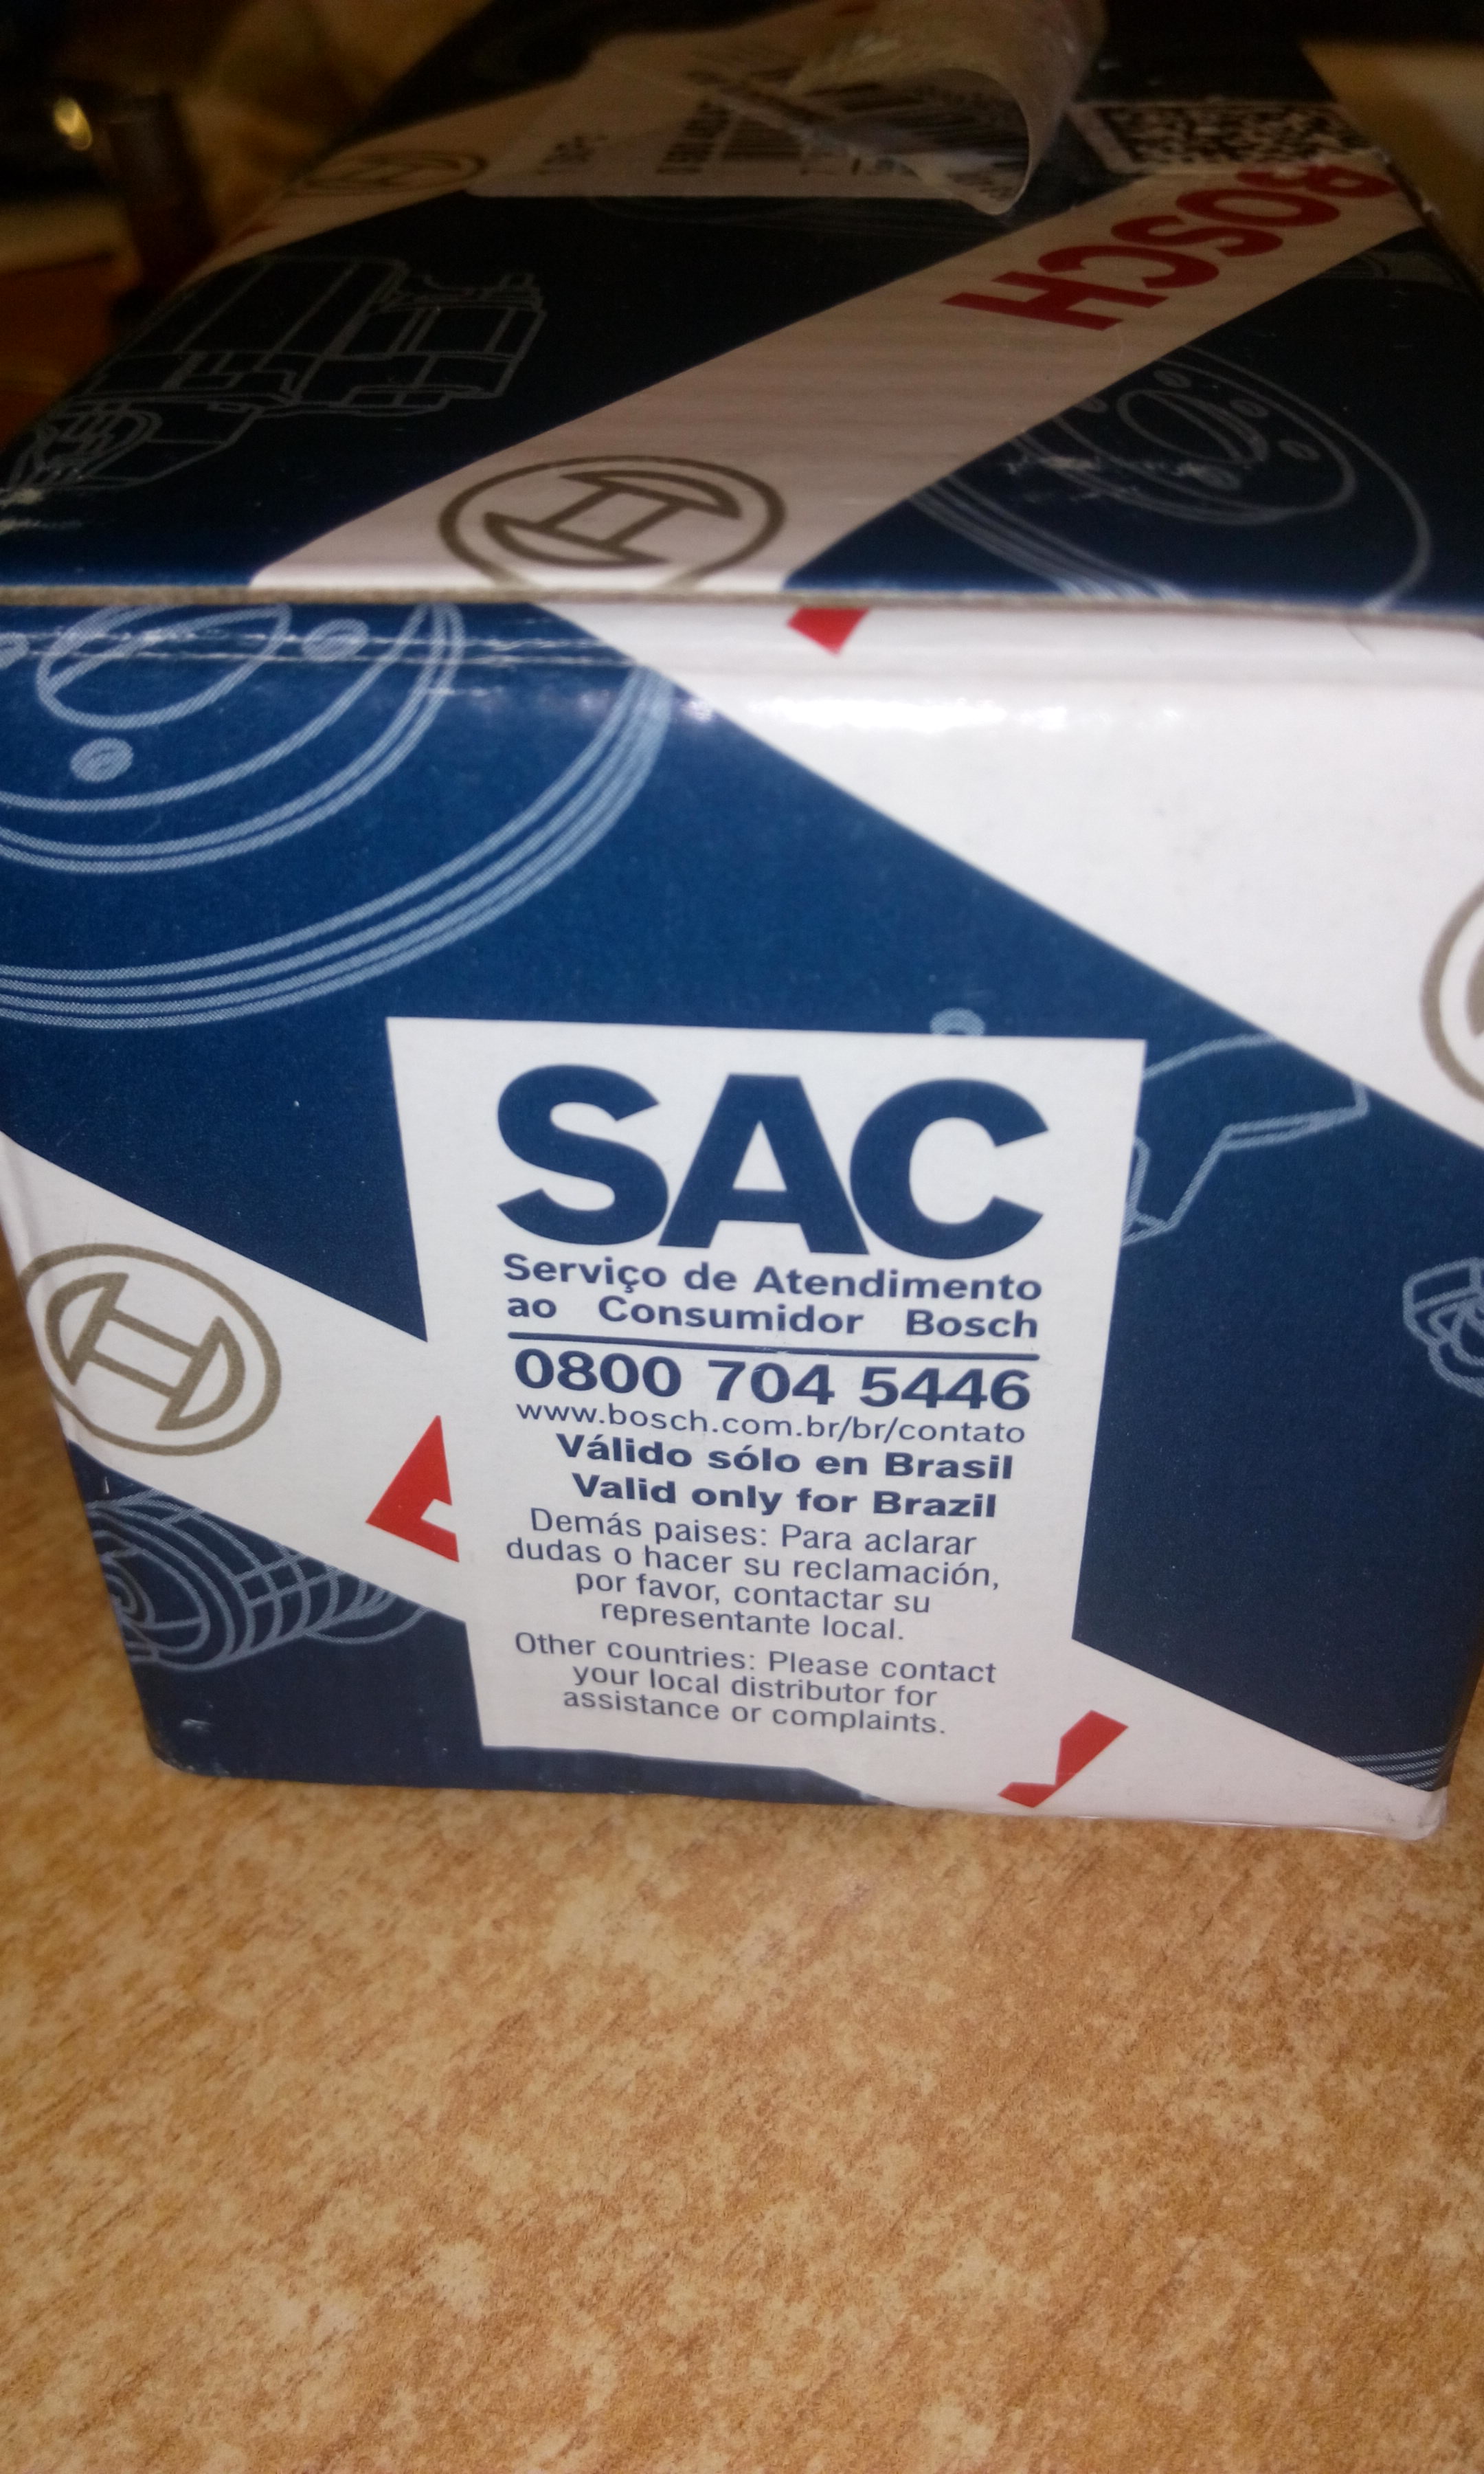 BOSCH
SAC
Serviço de Atendimento
ao Consumidor Bosch
0800 704 5446
www.bosch.com.br/br/contato
Válido sólo en Brasil
Valid only for Brazil
Demás paises: Para aclarar
dudas o hacer su reclamación,
por favor, contactar su
representante local.
Other countries: Please contact
your local distributor for
assistance or complaints.